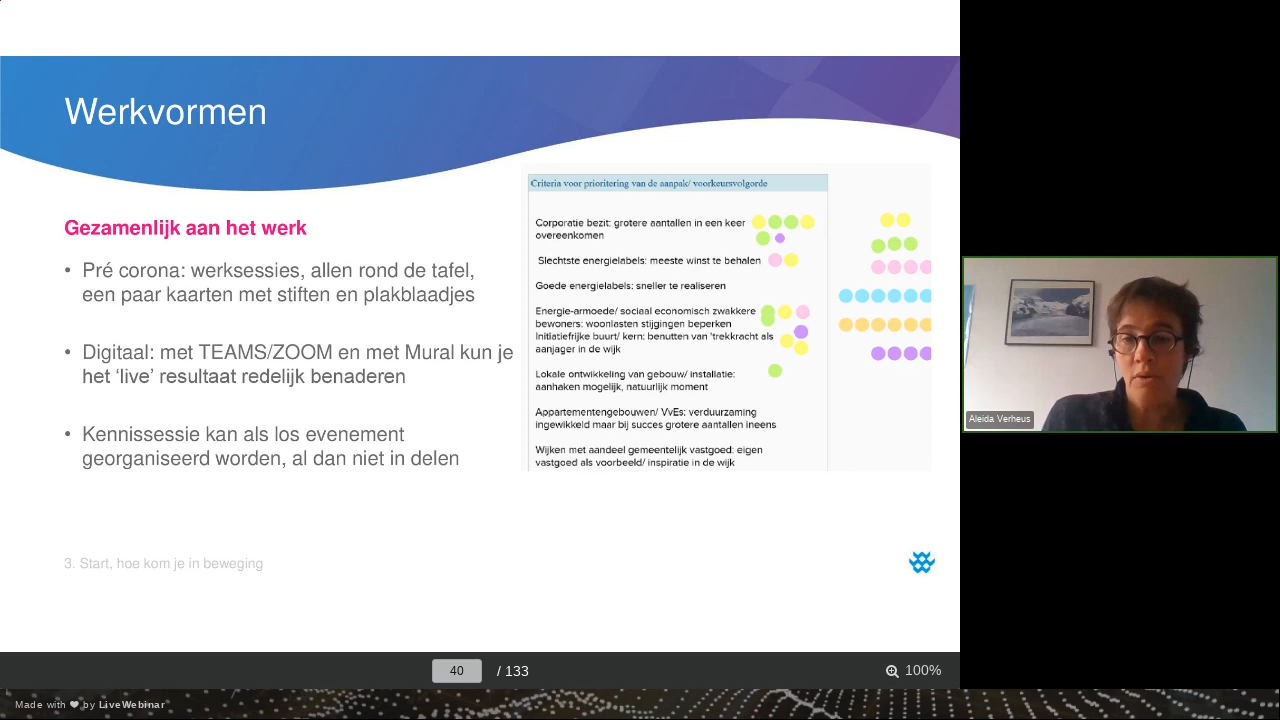 Werkvormen
Gezamenlijk aan het werk
• Pré corona: werksessies, allen rond de tafel,
een paar kaarten met stiften en plakblaadjes
• Digitaal: met TEAMS/ZOOM en met Mural kun je
het ‘live’ resultaat redelijk benaderen
• Kennissessie kan als los evenement
georganiseerd worden, al dan niet in delen
Criteria voor prioritering van de aanpak/ voorkeursvolgorde
Corporatie bezit: grotere aantallen in een keer
overeenkomen
Slechtste energielabels: meeste winst te behalen
Goede energielabels: sneller te realiseren
Energie-armoede/ sociaal economisch zwakkere
bewoners: woonlasten stijgingen beperken
Initiatiefrijke buurt/ kern: benutten van 'trekkracht als
aanjager in de wijk
Lokale ontwikkeling van gebouw/ installatie:
aanhaken mogelijk, natuurlijk moment
Appartementengebouwen/ VvEs: verduurzaming
ingewikkeld maar bij succes grotere aantallen ineens
Wijken met aandeel gemeentelijk vastgoed: eigen
vastgoed als voorbeeld/ inspiratie in de wijk
3. Start, hoe kom je in beweging
Aleida Verheus
40 / 133
100%
Made with ❤ by LiveWebinar